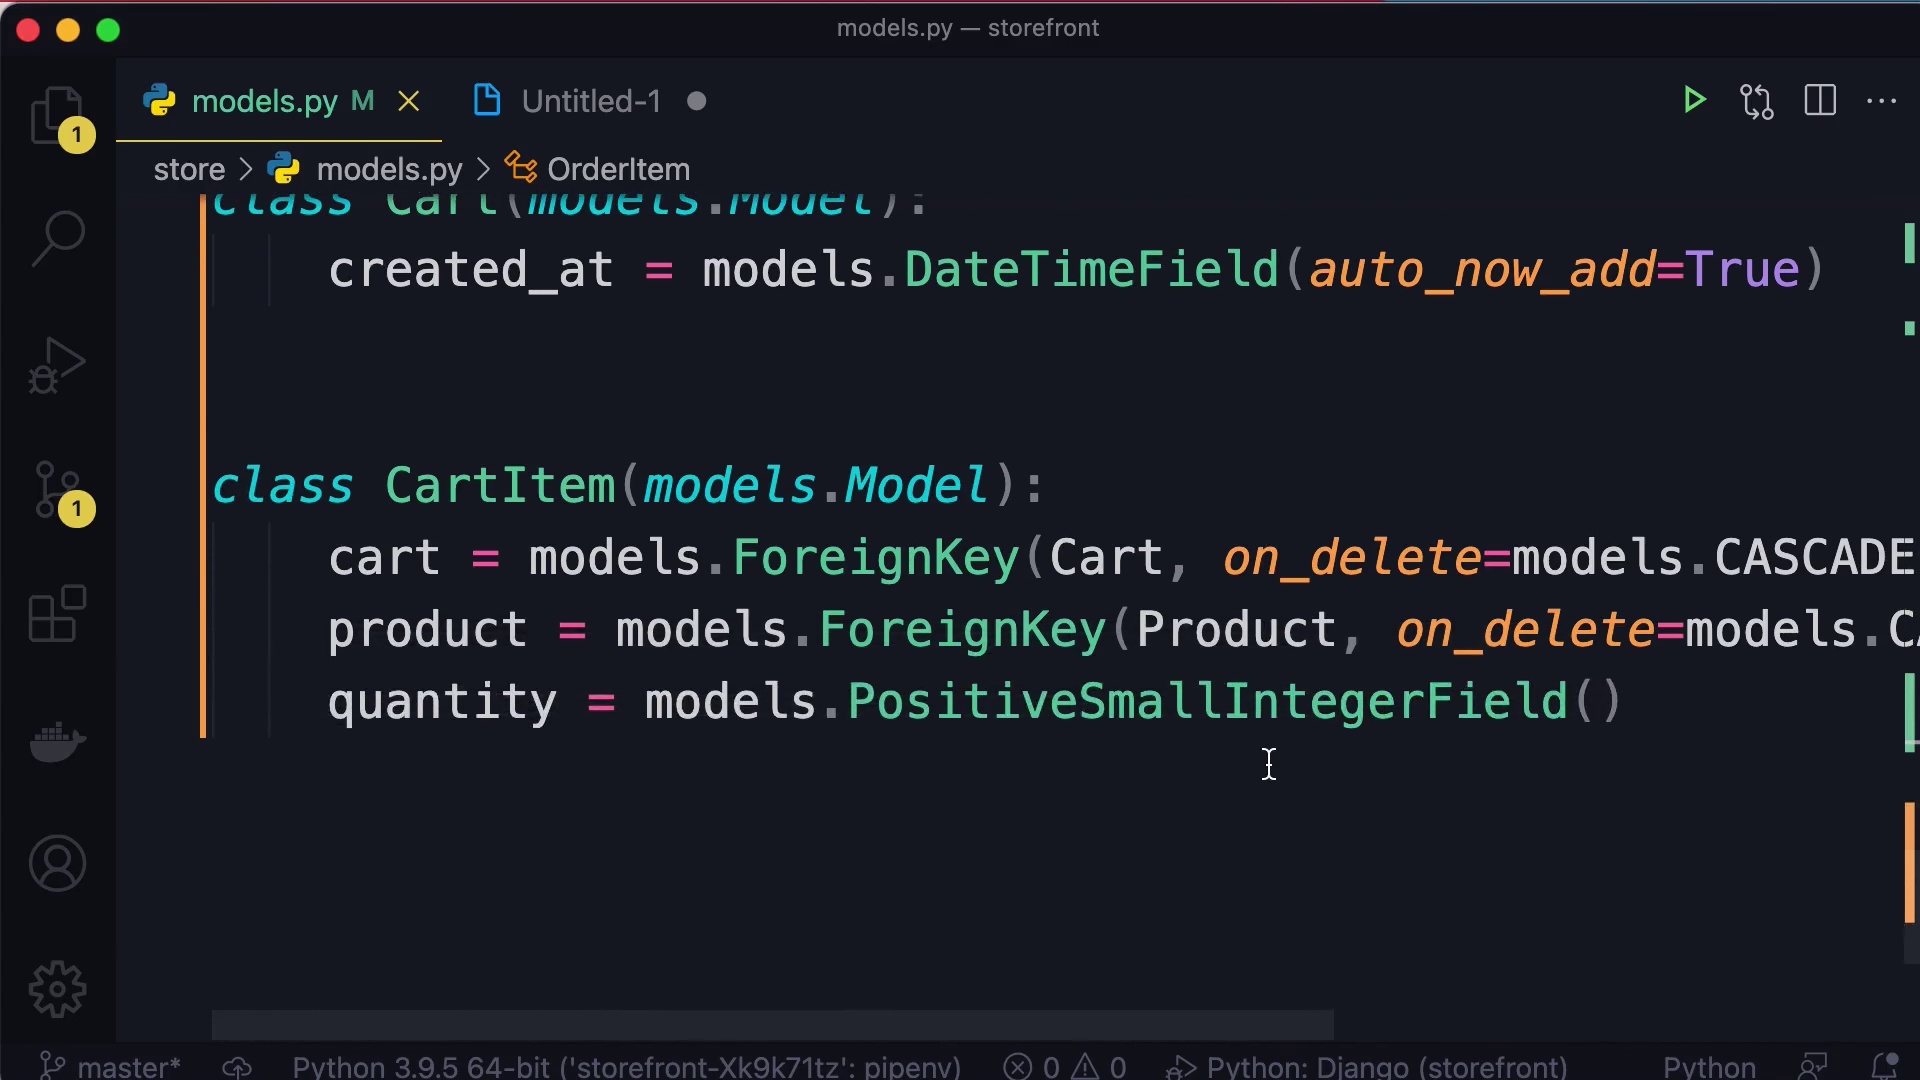 models.py — storefront
models.py M
Untitled-1
store > models.py > OrderItem
class Cart(models.Model):
created_at = models.DateTimeField(auto_now_add=True)
class CartItem(models.Model):
cart = models.ForeignKey(Cart, on_delete=models.CASCADE
product = models.ForeignKey(Product, on_delete=models.CA
quantity = models.PositiveSmallIntegerField()
1
1
master* Python 3.9.5 64-bit ('storefront-Xk9k71tz': pipenv) 0 0 Python: Django (storefront) Python